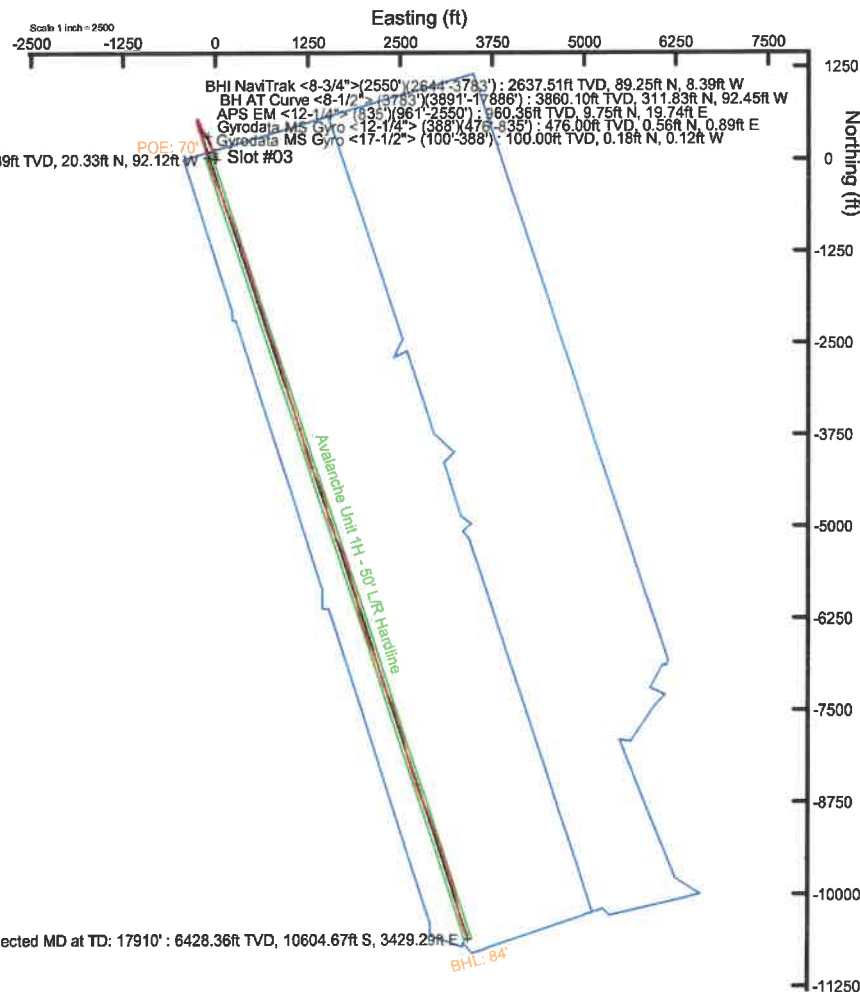 Easting (ft)
Scale 1 inch = 2500
-2500 -1250 0 1250 2500 3750 5000 6250 7500
BHI NaviTrak <8-3/4">(2550')(2644'-3783') : 2637.51ft TVD, 89.25ft N, 8.39ft W
BH AT Curve <8-1/2"> (3783')(3891'-17886') : 3860.10ft TVD, 311.83ft N, 92.45ft W
APS EM <12-1/4"> (835')(961'-2550') : 960.36ft TVD, 9.75ft N, 19.74ft E
Gyrodata MS Gyro <12-1/4"> (388')(476'-835') : 476.00ft TVD, 0.56ft N, 0.89ft E
Gyrodata MS Gyro <17-1/2"> (100'-388') : 100.00ft TVD, 0.18ft N, 0.12ft W
POE: 70'
9ft TVD, 20.33ft N, 92.12ft W
Slot #03
1250
0
-1250
-2500
-3750
-5000
-6250
-7500
-8750
-10000
-11250
Northing (ft)
Avalanche Unit 1H - 50' L/R Hardline
ected MD at TD: 17910' : 6428.36ft TVD, 10604.67ft S, 3429.29ft E
BHL: 84'